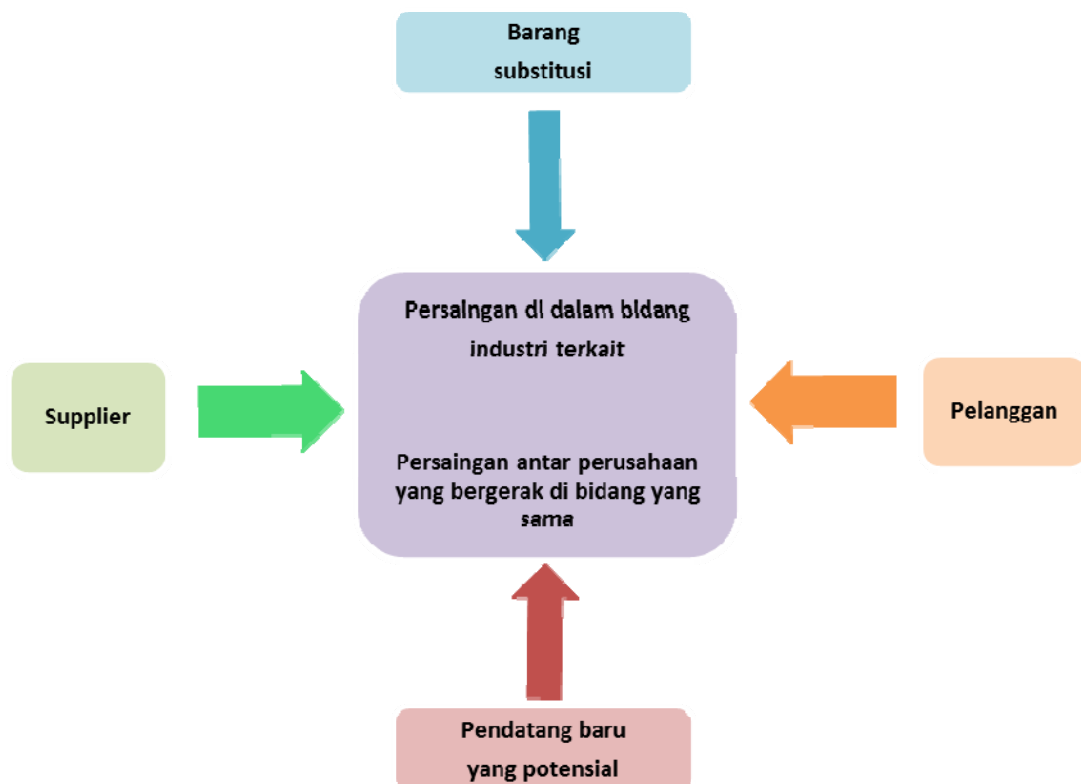 Barang
substitusi
Persaingan di dalam bidang
industri terkait
Supplier
Pelanggan
Persaingan antar perusahaan
yang bergerak di bidang yang
sama
Pendatang baru
yang potensial